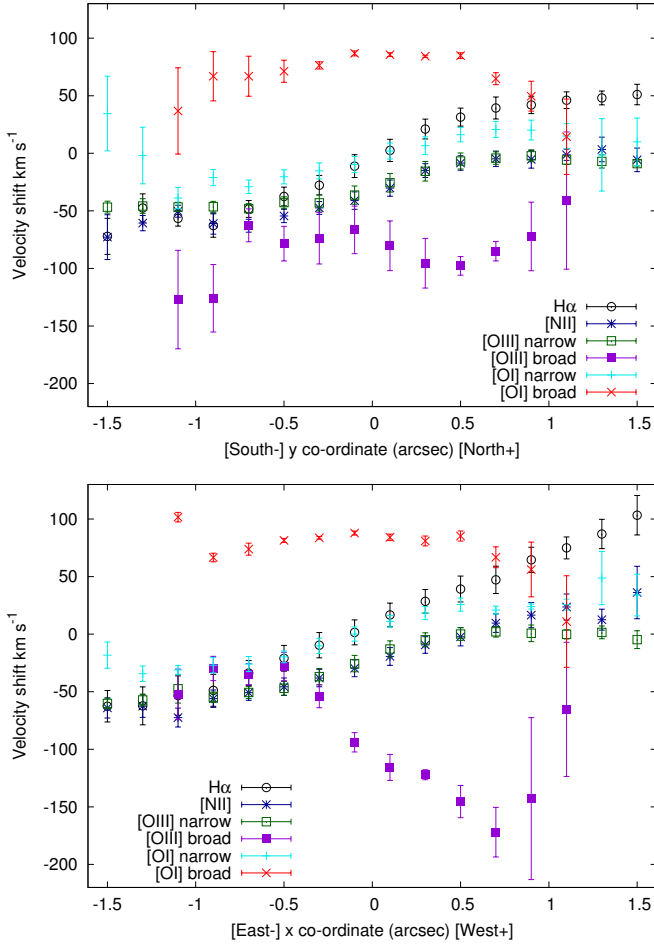 100
50
0
-50
-100
-150
-200
Velocity shift km s⁻¹
Hα
[NII]
[OIII] narrow
[OIII] broad
[OI] narrow
[OI] broad
-1.5 -1 -0.5 0 0.5 1 1.5
[South-] y co-ordinate (arcsec) [North+]
100
50
0
-50
-100
-150
-200
Velocity shift km s⁻¹
Hα
[NII]
[OIII] narrow
[OIII] broad
[OI] narrow
[OI] broad
-1.5 -1 -0.5 0 0.5 1 1.5
[East-] x co-ordinate (arcsec) [West+]